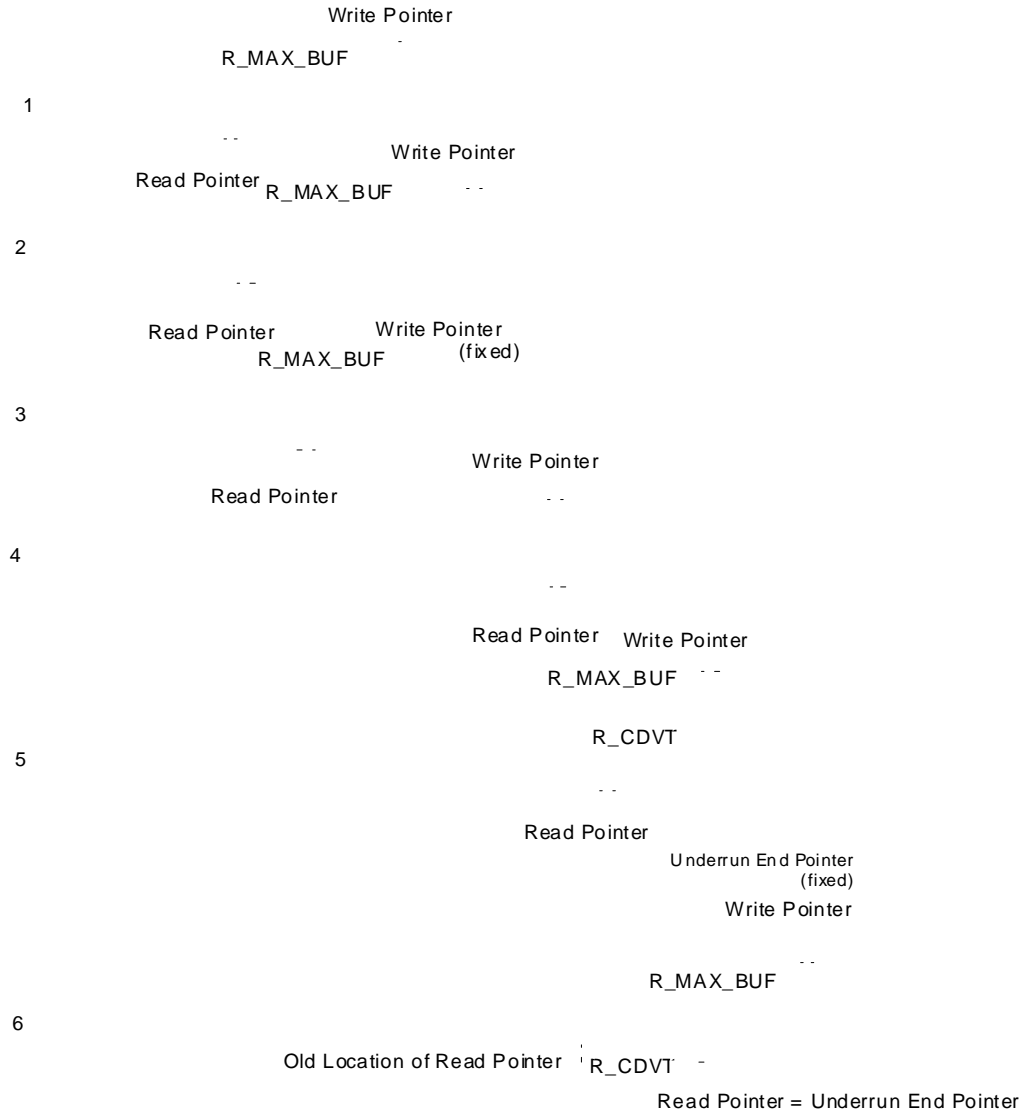 Write Pointer
R_MAX_BUF
1
Write Pointer
Read Pointer
R_MAX_BUF
2
Read Pointer
Write Pointer
(fixed)
R_MAX_BUF
3
Write Pointer
Read Pointer
4
Read Pointer
Write Pointer
R_MAX_BUF
R_CDVT
5
Read Pointer
Underrun End Pointer
(fixed)
Write Pointer
R_MAX_BUF
6
Old Location of Read Pointer
R_CDVT
Read Pointer = Underrun End Pointer